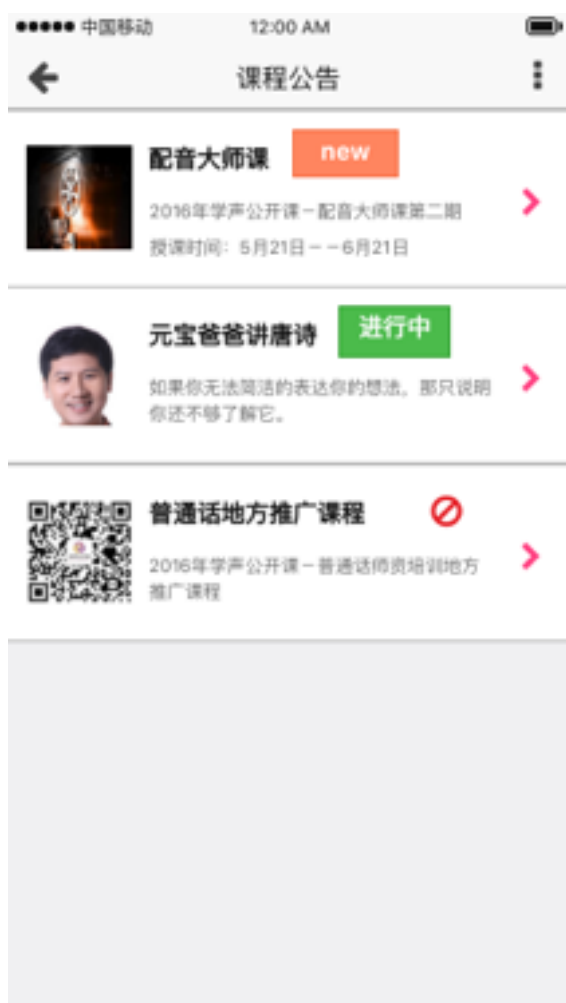 中国移动 12:00 AM
课程公告
配音大师课 new
2016年学声公开课－配音大师课第二期
授课时间：5月21日－－6月21日
元宝爸爸讲唐诗 进行中
如果你无法简洁的表达你的想法，那只说明
你还不够了解它。
普通话地方推广课程
2016年学声公开课－普通话师资培训地方
推广课程